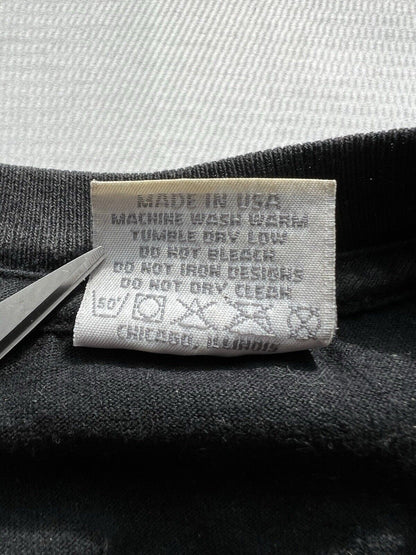 MADE IN USA
MACHINE WASH WARM
TUMBLE DRY LOW
DO NOT BLEACH
DO NOT IRON DESIGNS
DO NOT DRY CLEAN
50°
CHICAGO, ILLINOIS